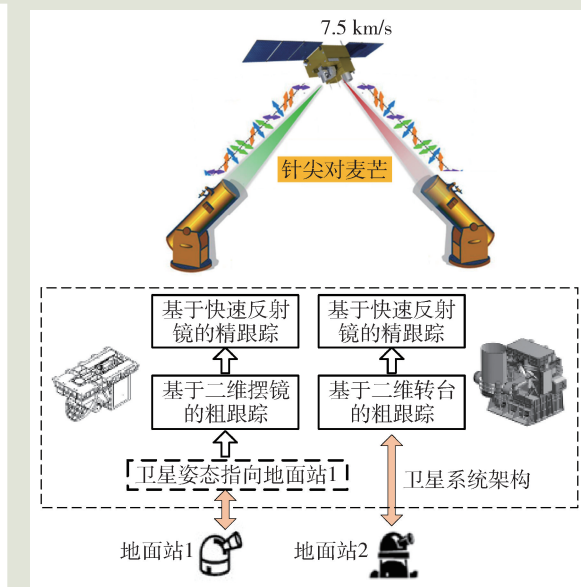 7.5 km/s
针尖对麦芒
基于快速反射
镜的精跟踪
基于快速反射
镜的精跟踪
基于二维摆镜
的粗跟踪
基于二维转台
的粗跟踪
卫星姿态指向地面站1
卫星系统架构
地面站1
地面站2